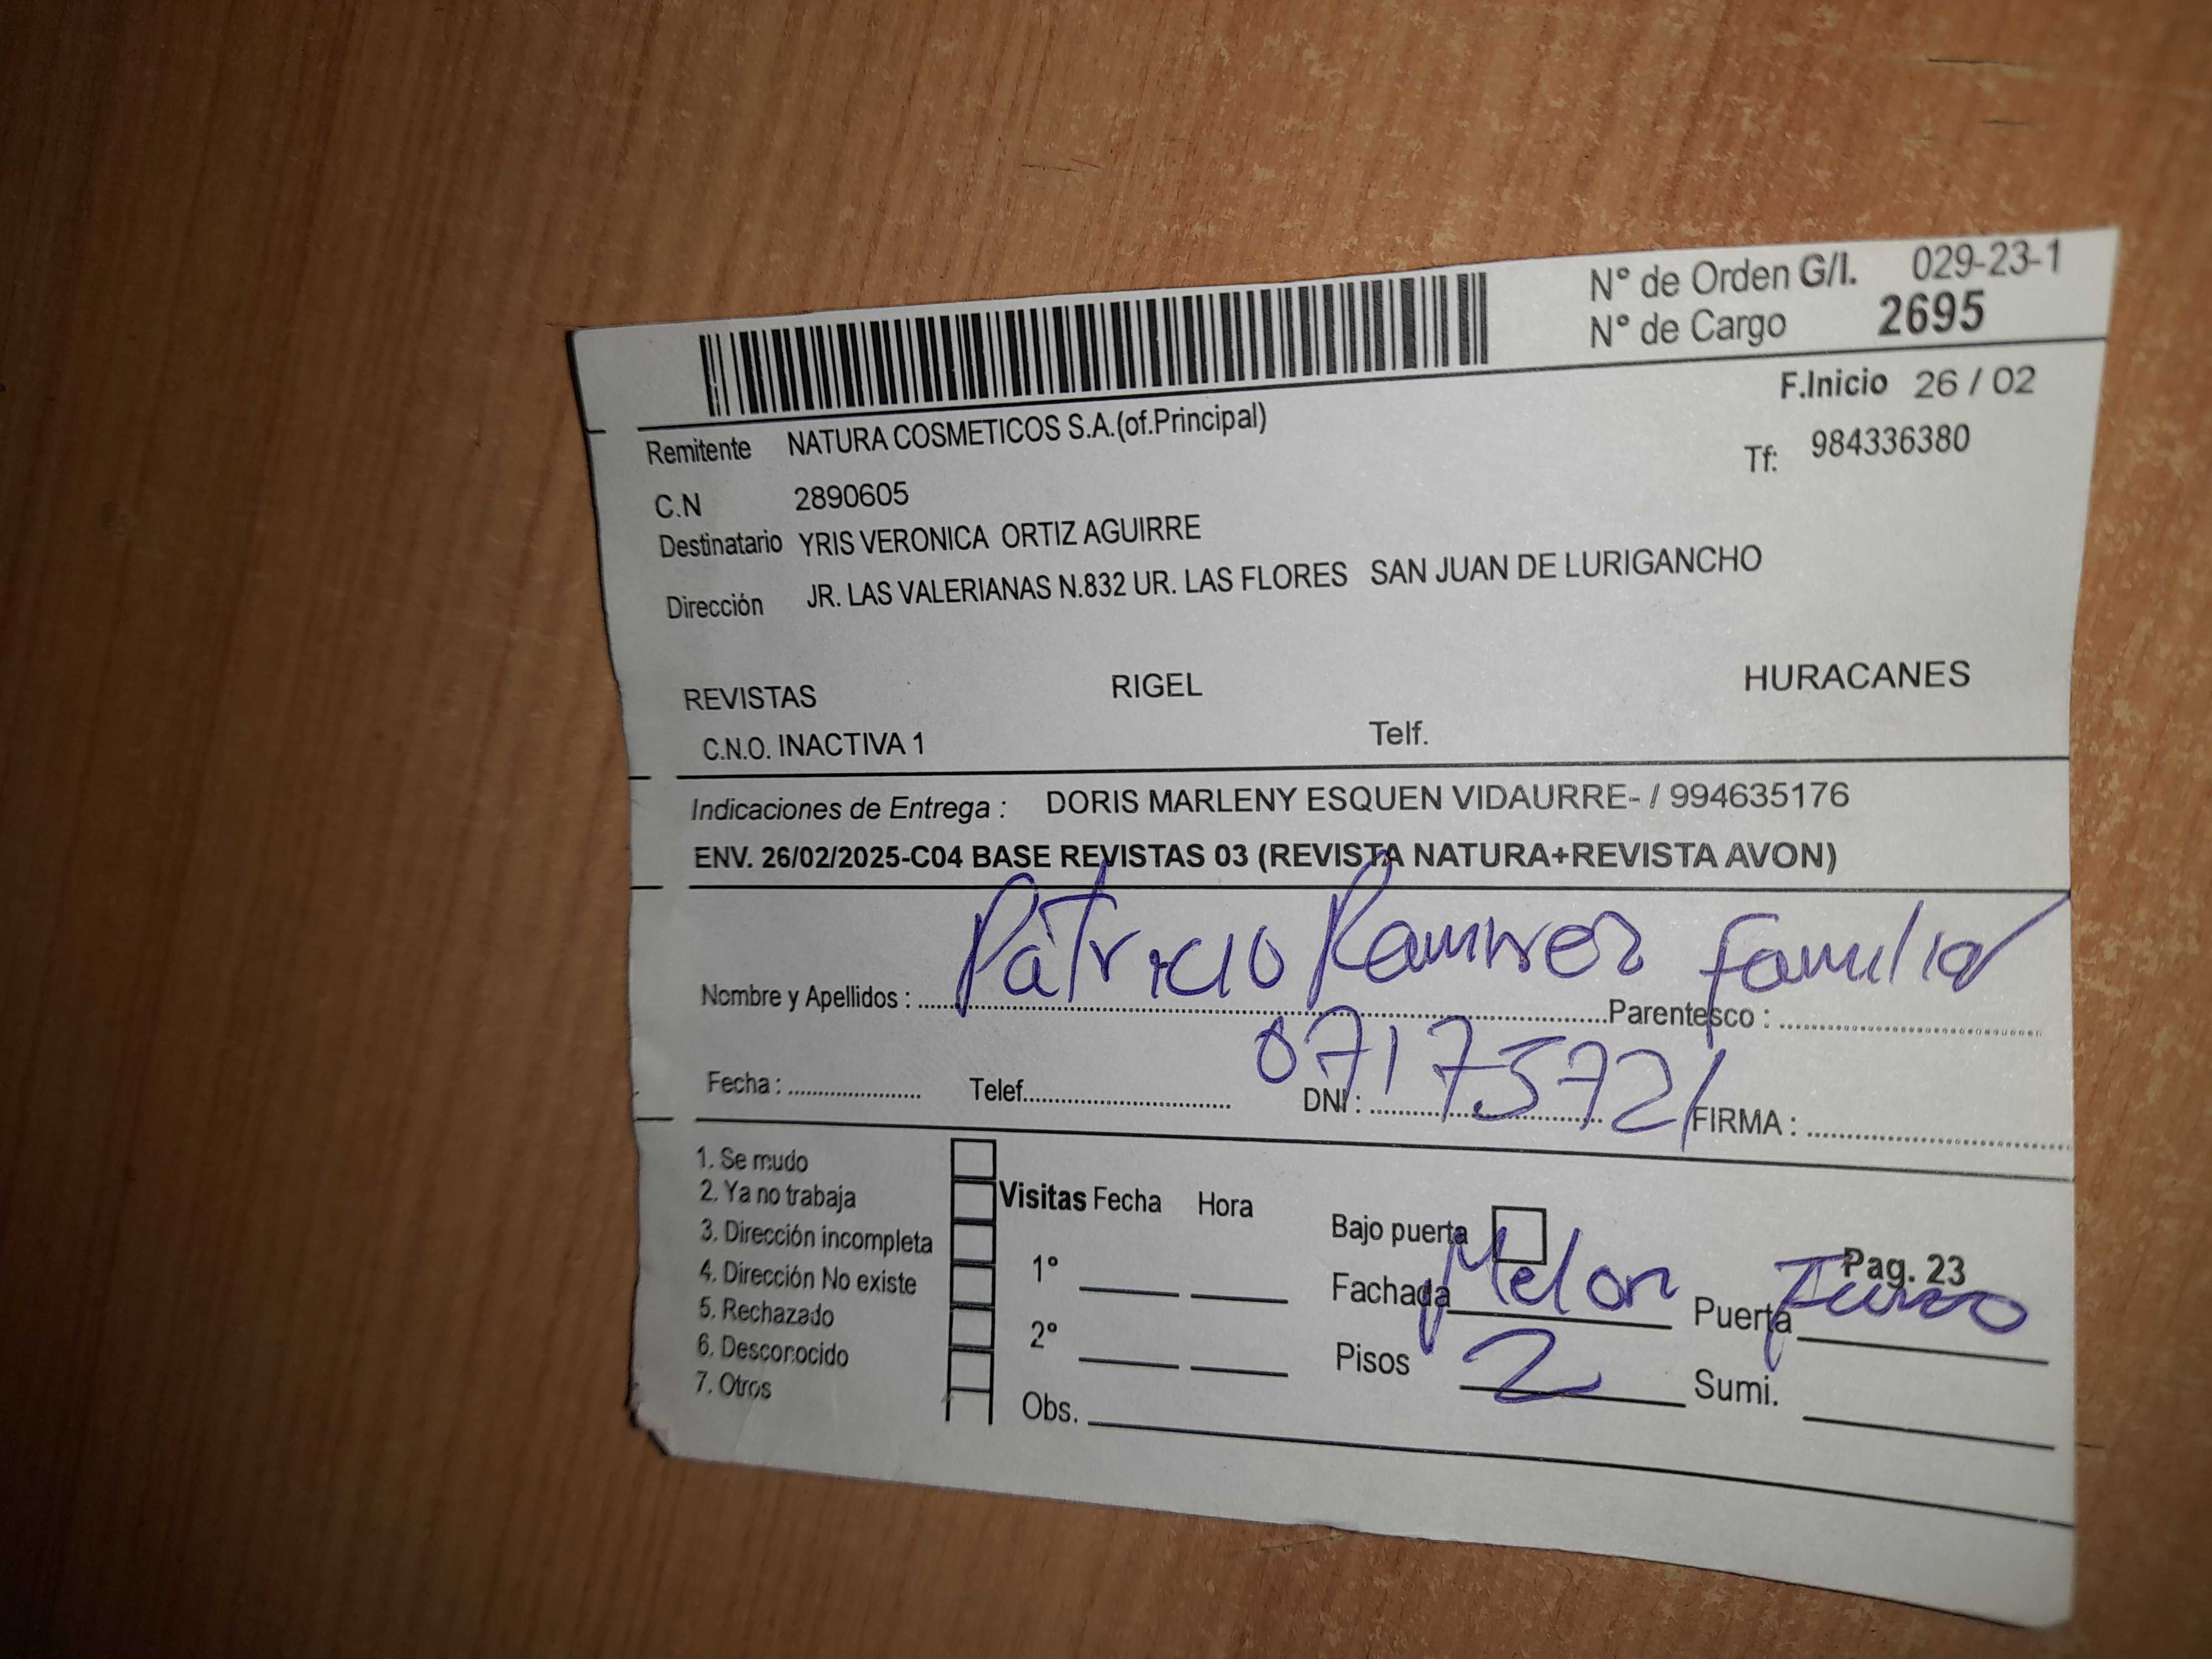 N° de Orden G/I. 029-23-1
N° de Cargo 2695
F.Inicio 26 / 02
Remitente NATURA COSMETICOS S.A.(of.Principal)
Tf: 984336380
C.N 2890605
Destinatario YRIS VERONICA ORTIZ AGUIRRE
Dirección JR. LAS VALERIANAS N.832 UR. LAS FLORES SAN JUAN DE LURIGANCHO
REVISTAS RIGEL HURACANES
C.N.O. INACTIVA 1 Telf.
Indicaciones de Entrega : DORIS MARLENY ESQUEN VIDAURRE- / 994635176
ENV. 26/02/2025-C04 BASE REVISTAS 03 (REVISTA NATURA+REVISTA AVON)
Nombre y Apellidos : Patricio Ramirez Parentesco : familia
Fecha : Telef. DNI : 07173721 FIRMA :
1. Se mudo
2. Ya no trabaja
3. Dirección incompleta
4. Dirección No existe
5. Rechazado
6. Desconocido
7. Otros
Visitas Fecha Hora
1°
2°
Obs.
Bajo puerta
Pag. 23
Fachada Melon Puerta
Pisos 2 Sumi.